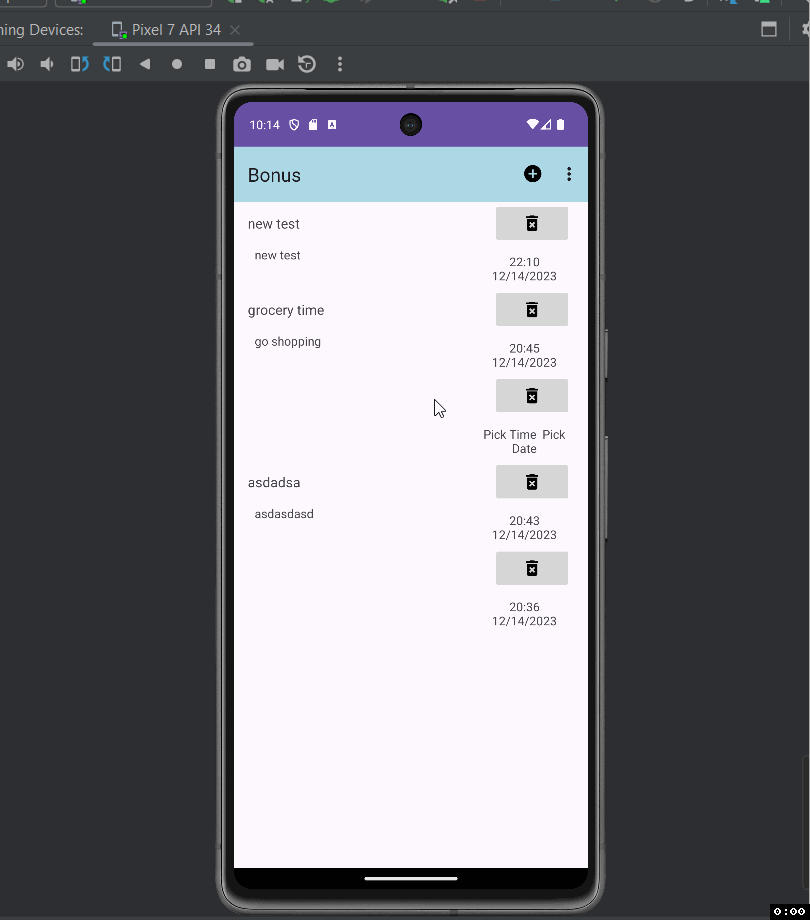 ning Devices:
Pixel 7 API 34
10:14
A
Bonus
new test
new test
22:10
12/14/2023
grocery time
go shopping
20:45
12/14/2023
Pick Time Pick
Date
asdadsa
asdasdasd
20:43
12/14/2023
20:36
12/14/2023
0:00